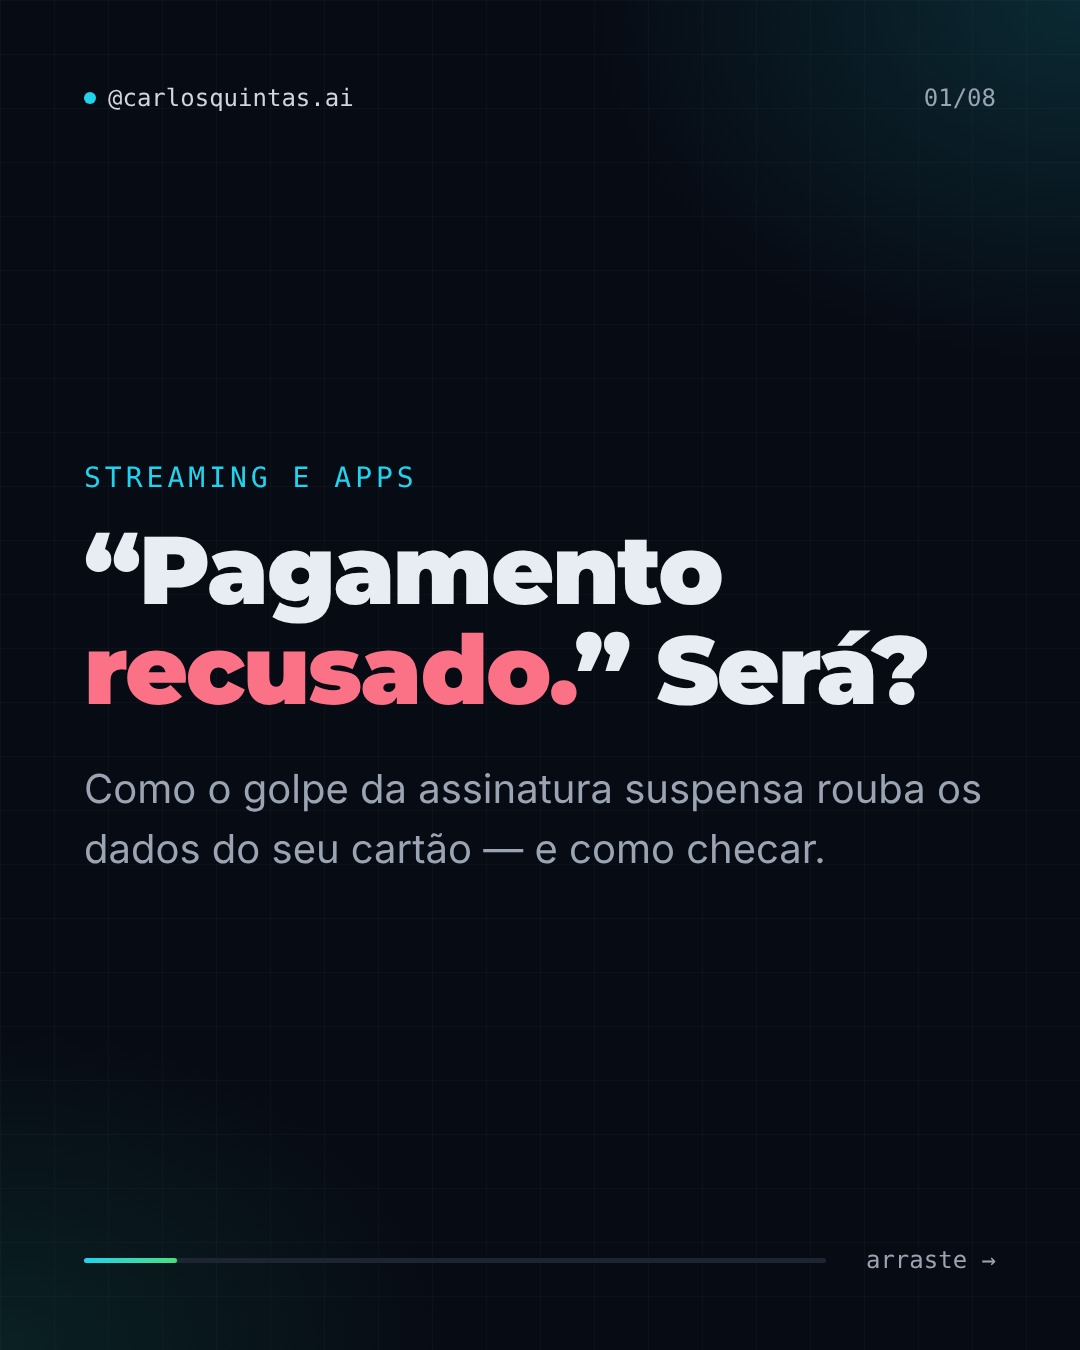 @carlosquintas.ai
01/08
STREAMING E APPS
“Pagamento
recusado.” Será?
Como o golpe da assinatura suspensa rouba os
dados do seu cartão — e como checar.
arraste →